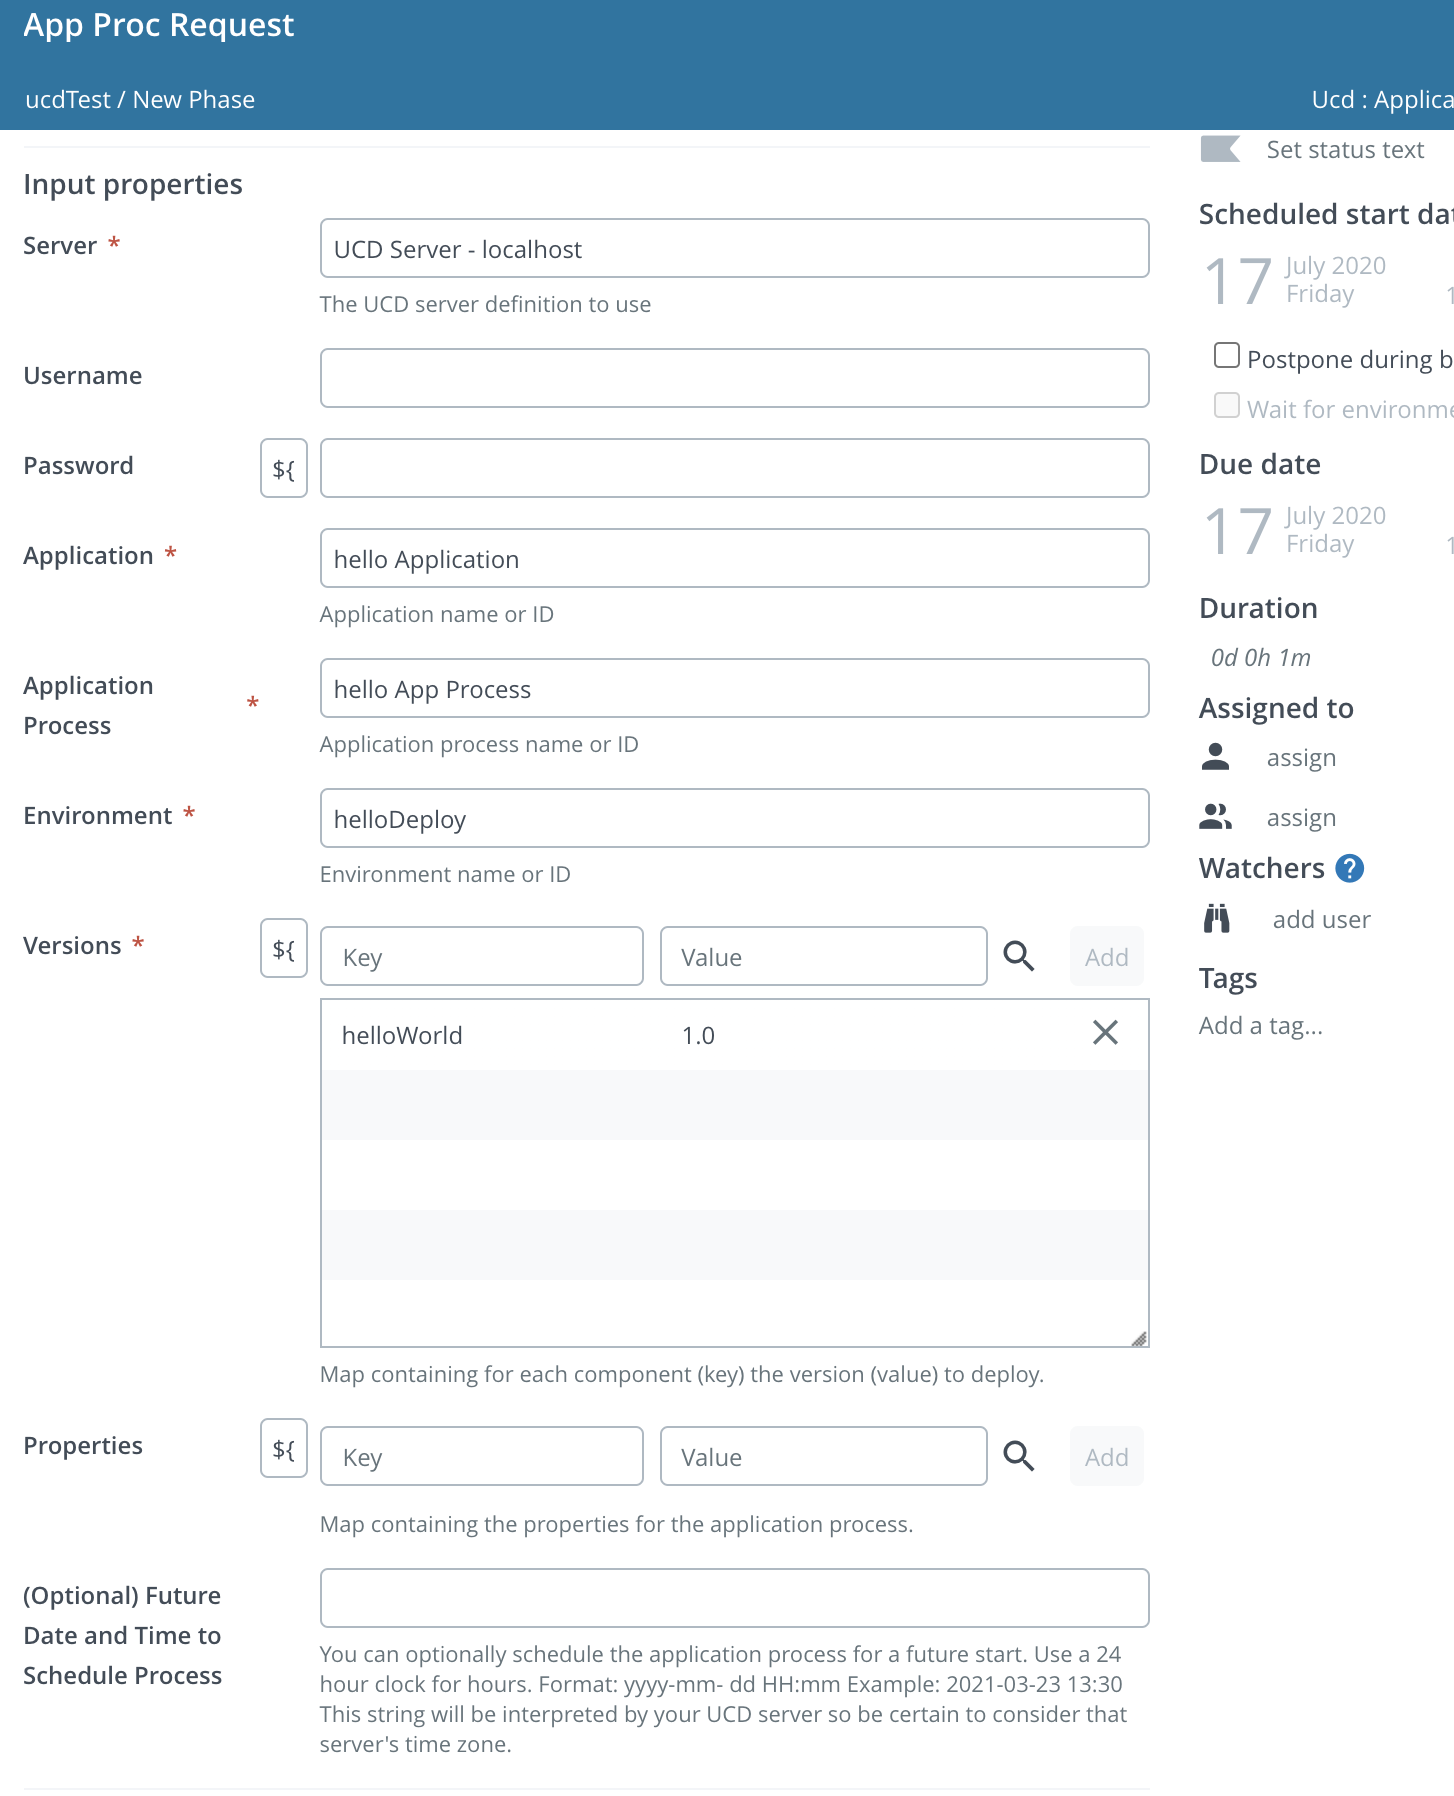 App Proc Request
ucdTest / New Phase
Ucd : Applica
Set status text
Input properties
Scheduled start dat
Server *
UCD Server - localhost
The UCD server definition to use
17
July 2020
Friday
1
Postpone during b
Wait for environme
Username
Password
${
Due date
17
July 2020
Friday
1
Application *
hello Application
Application name or ID
Duration
0d 0h 1m
Application
Process
*
hello App Process
Application process name or ID
Assigned to
assign
assign
Environment *
helloDeploy
Environment name or ID
Watchers ?
add user
Versions *
${
Key
Value
Add
Tags
Add a tag...
helloWorld
1.0
Map containing for each component (key) the version (value) to deploy.
Properties
${
Key
Value
Add
Map containing the properties for the application process.
(Optional) Future
Date and Time to
Schedule Process
You can optionally schedule the application process for a future start. Use a 24
hour clock for hours. Format: yyyy-mm- dd HH:mm Example: 2021-03-23 13:30
This string will be interpreted by your UCD server so be certain to consider that
server's time zone.